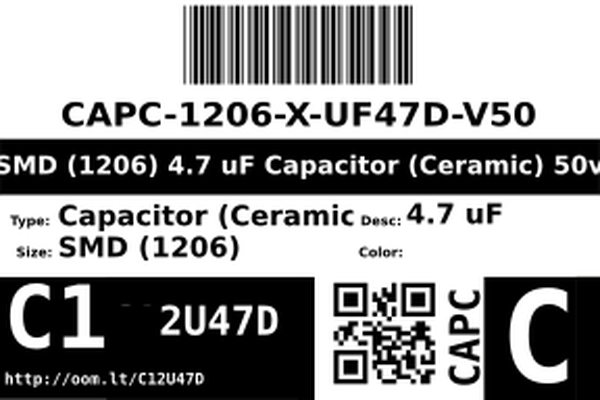 CAPC-1206-X-UF47D-V50
SMD (1206) 4.7 uF Capacitor (Ceramic) 50v
Type: Capacitor (Ceramic Desc: 4.7 uF
Size: SMD (1206) Color:
C1 2U47D
CAPC
C
http://oom.lt/C12U47D